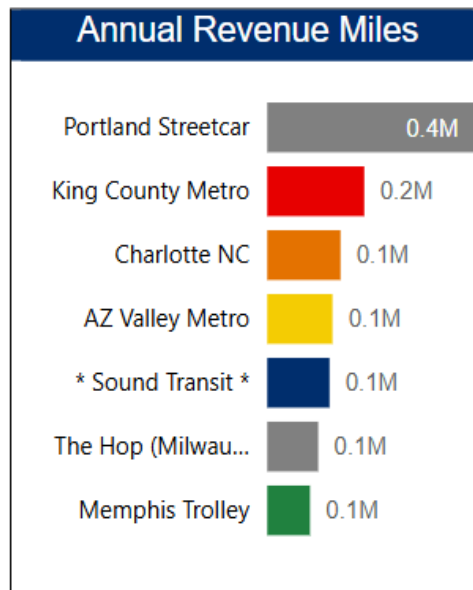 Annual Revenue Miles
Portland Streetcar 0.4M
King County Metro 0.2M
Charlotte NC 0.1M
AZ Valley Metro 0.1M
* Sound Transit * 0.1M
The Hop (Milwau... 0.1M
Memphis Trolley 0.1M